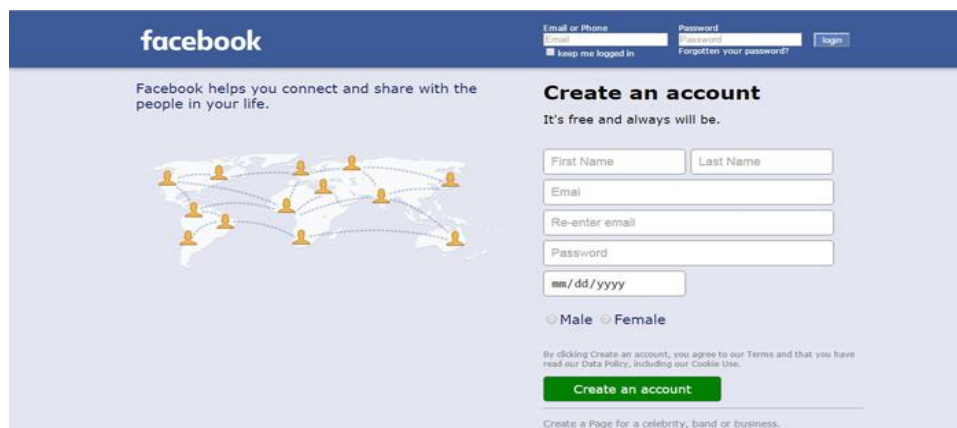 facebook
Email or Phone
Password
Email
Password
login
keep me logged in
Forgotten your password?
Facebook helps you connect and share with the
people in your life.
Create an account
It's free and always will be.
First Name
Last Name
Emai
Re-enter email
Password
mm/dd/yyyy
Male
Female
By clicking Create an account, you agree to our Terms and that you have
read our Data Policy, including our Cookie Use.
Create an account
Create a Page for a celebrity, band or business.